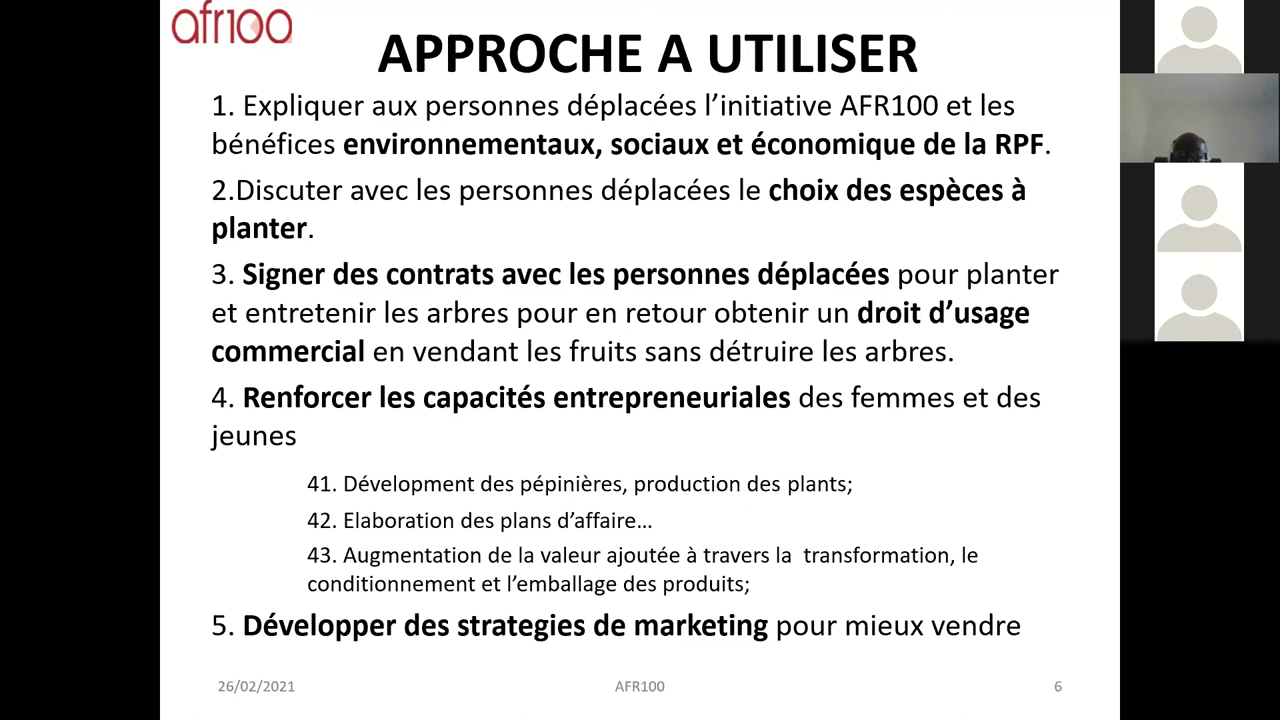 afr100
APPROCHE A UTILISER
1. Expliquer aux personnes déplacées l’initiative AFR100 et les
bénéfices environnementaux, sociaux et économique de la RPF.
2.Discuter avec les personnes déplacées le choix des espèces à
planter.
3. Signer des contrats avec les personnes déplacées pour planter
et entretenir les arbres pour en retour obtenir un droit d’usage
commercial en vendant les fruits sans détruire les arbres.
4. Renforcer les capacités entrepreneuriales des femmes et des
jeunes
41. Dévelopment des pépinières, production des plants;
42. Elaboration des plans d’affaire…
43. Augmentation de la valeur ajoutée à travers la  transformation, le
conditionnement et l’emballage des produits;
5. Développer des strategies de marketing pour mieux vendre
26/02/2021 AFR100 6